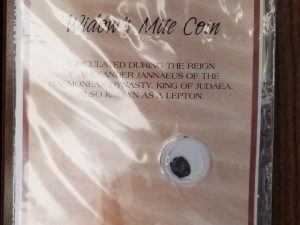 Widow's Mite Coin
CIRCULATED DURING THE REIGN
OF ALEXANDER JANNAEUS OF THE
HASMONEAN DYNASTY, KING OF JUDAEA.
ALSO KNOWN AS A LEPTON.